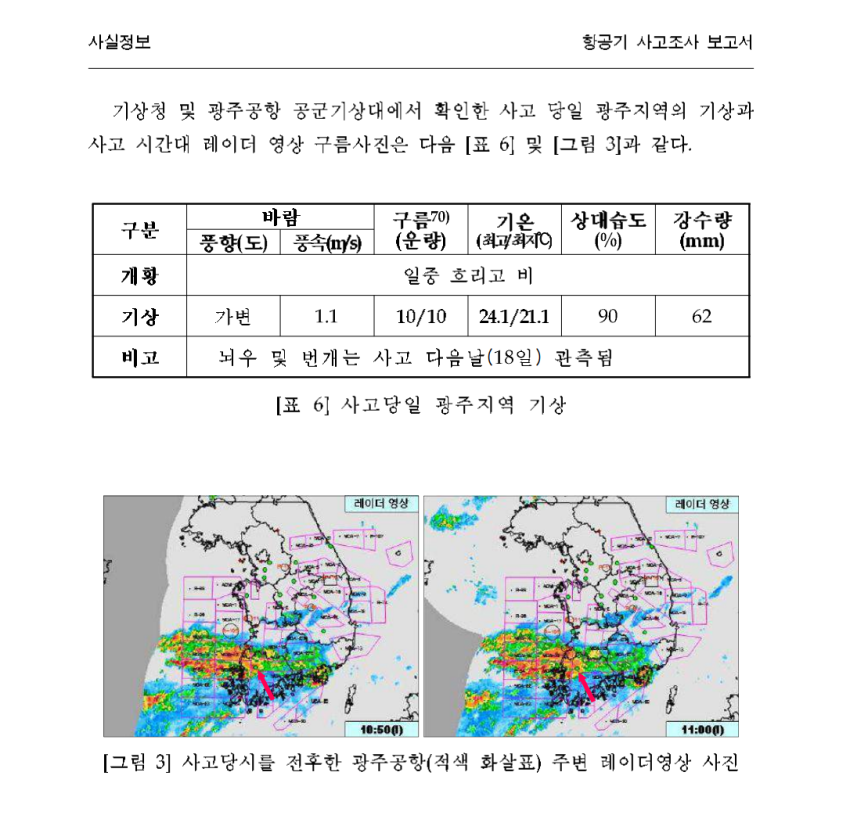 사실정보
항공기 사고조사 보고서
기상청 및 광주공항 공군기상대에서 확인한 사고 당일 광주지역의 기상과
사고 시간대 레이더 영상 구름사진은 다음 [표 6] 및 [그림 3]과 같다.
구분
바람
풍향(도)
풍속(m/s)
구름70)
(운량)
기온
(최고/최저℃)
상대습도
(%)
강수량
(mm)
개황
일중 흐리고 비
기상
가변
1.1
10/10
24.1/21.1
90
62
비고
뇌우 및 번개는 사고 다음날(18일) 관측됨
[표 6] 사고당일 광주지역 기상
레이더 영상
10:50(I)
레이더 영상
11:00(I)
[그림 3] 사고당시를 전후한 광주공항(적색 화살표) 주변 레이더영상 사진